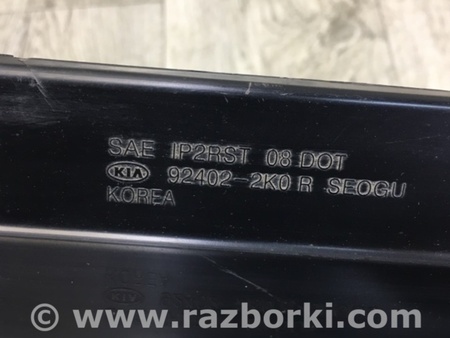 SAE IP2RST 08 DOT
KIA 92402-2K0 R SEOGU
KOREA
© www.razborki.com